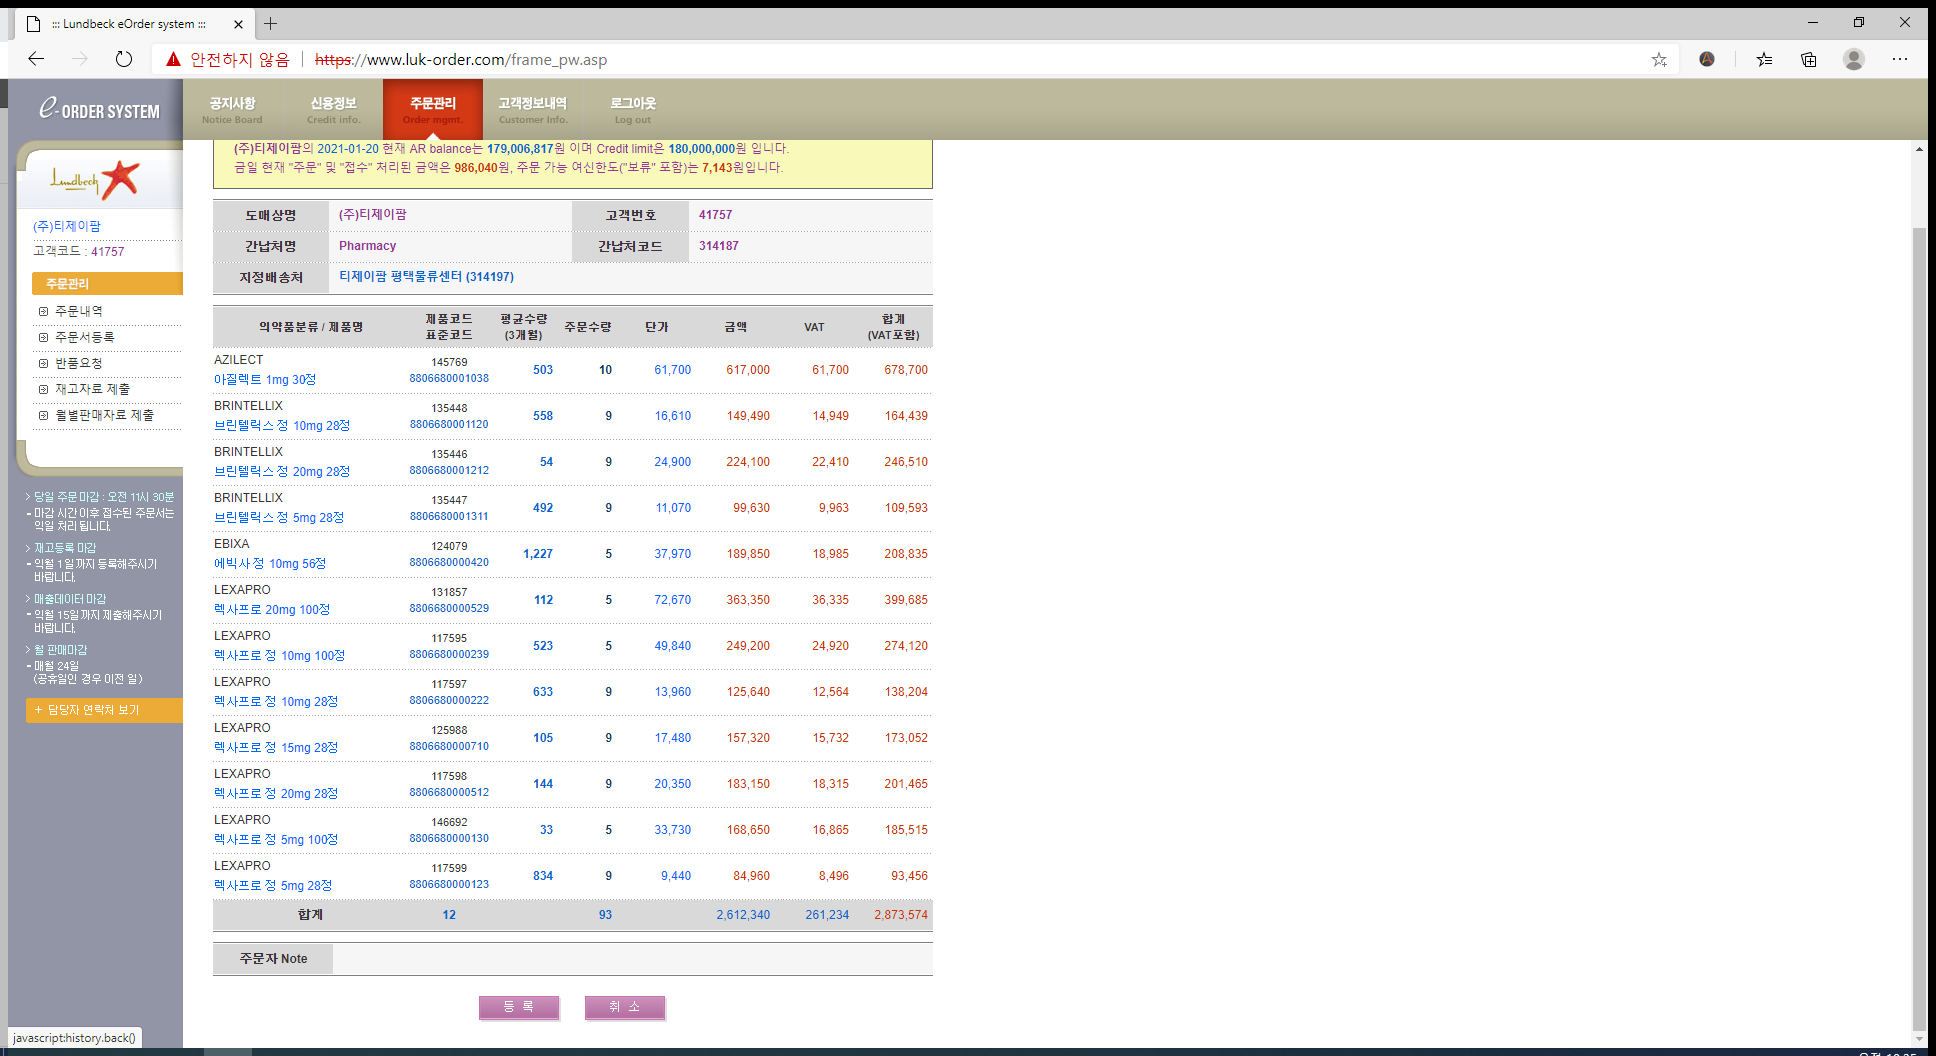 ::: Lundbeck eOrder system :::
안전하지 않음 https://www.luk-order.com/frame_pw.asp
e-ORDER SYSTEM
공지사항 신용정보 주문관리 고객정보내역 로그아웃
Notice Board Credit info. Order mgmt. Customer Info. Log out
Lundbeck
(주)티제이팜
고객코드 : 41757
주문관리
주문내역
주문서등록
반품요청
재고자료 제출
월별판매자료 제출
> 당일 주문마감 : 오전 11시 30분
- 마감 시간이후 접수된 주문서는
익일 처리 됩니다.
> 재고등록 마감
- 익월 1일까지 등록해주시기
바랍니다.
> 매출데이터 마감
- 익월 15일까지 제출해주시기
바랍니다.
> 월 판매마감
- 매월 24일
(공휴일인 경우 이전 일)
+ 담당자 연락처 보기
(주)티제이팜의 2021-01-20 현재 AR balance는 179,006,817원 이며 Credit limit은 180,000,000원 입니다.
금일 현재 "주문" 및 "접수" 처리된 금액은 986,040원, 주문 가능 여신한도("보류" 포함)는 7,143원입니다.
도매상명 (주)티제이팜 고객번호 41757
간납처명 Pharmacy 간납처코드 314187
지정배송처 티제이팜 평택물류센터 (314197)
의약품분류 / 제품명 제품코드 표준코드 평균수량 (3개월) 주문수량 단가 금액 VAT 합계 (VAT포함)
AZILECT 145769
아질렉트 1mg 30정 8806680001038 503 10 61,700 617,000 61,700 678,700
BRINTELLIX 135448
브린텔릭스 정 10mg 28정 8806680001120 558 9 16,610 149,490 14,949 164,439
BRINTELLIX 135446
브린텔릭스 정 20mg 28정 8806680001212 54 9 24,900 224,100 22,410 246,510
BRINTELLIX 135447
브린텔릭스 정 5mg 28정 8806680001311 492 9 11,070 99,630 9,963 109,593
EBIXA 124079
에빅사 정 10mg 56정 8806680000420 1,227 5 37,970 189,850 18,985 208,835
LEXAPRO 131857
렉사프로 20mg 100정 8806680000529 112 5 72,670 363,350 36,335 399,685
LEXAPRO 117595
렉사프로 정 10mg 100정 8806680000239 523 5 49,840 249,200 24,920 274,120
LEXAPRO 117597
렉사프로 정 10mg 28정 8806680000222 633 9 13,960 125,640 12,564 138,204
LEXAPRO 125988
렉사프로 정 15mg 28정 8806680000710 105 9 17,480 157,320 15,732 173,052
LEXAPRO 117598
렉사프로 정 20mg 28정 8806680000512 144 9 20,350 183,150 18,315 201,465
LEXAPRO 146692
렉사프로 정 5mg 100정 8806680000130 33 5 33,730 168,650 16,865 185,515
LEXAPRO 117599
렉사프로 정 5mg 28정 8806680000123 834 9 9,440 84,960 8,496 93,456
합계 12 93 2,612,340 261,234 2,873,574
주문자 Note
등 록 취 소
javascript:history.back()